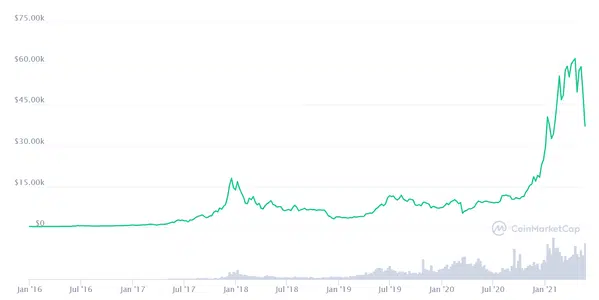 $75.00k
$60.00k
$45.00k
$30.00k
$15.00k
$0
CoinMarketCap
Jan '16 Jul '16 Jan '17 Jul '17 Jan '18 Jul '18 Jan '19 Jul '19 Jan '20 Jul '20 Jan '21